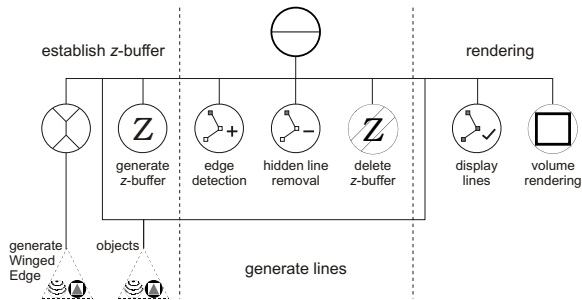 establish z-buffer
rendering
Z
generate
z-buffer
edge
detection
hidden line
removal
Z
delete
z-buffer
display
lines
volume
rendering
generate
Winged
Edge
objects
generate lines